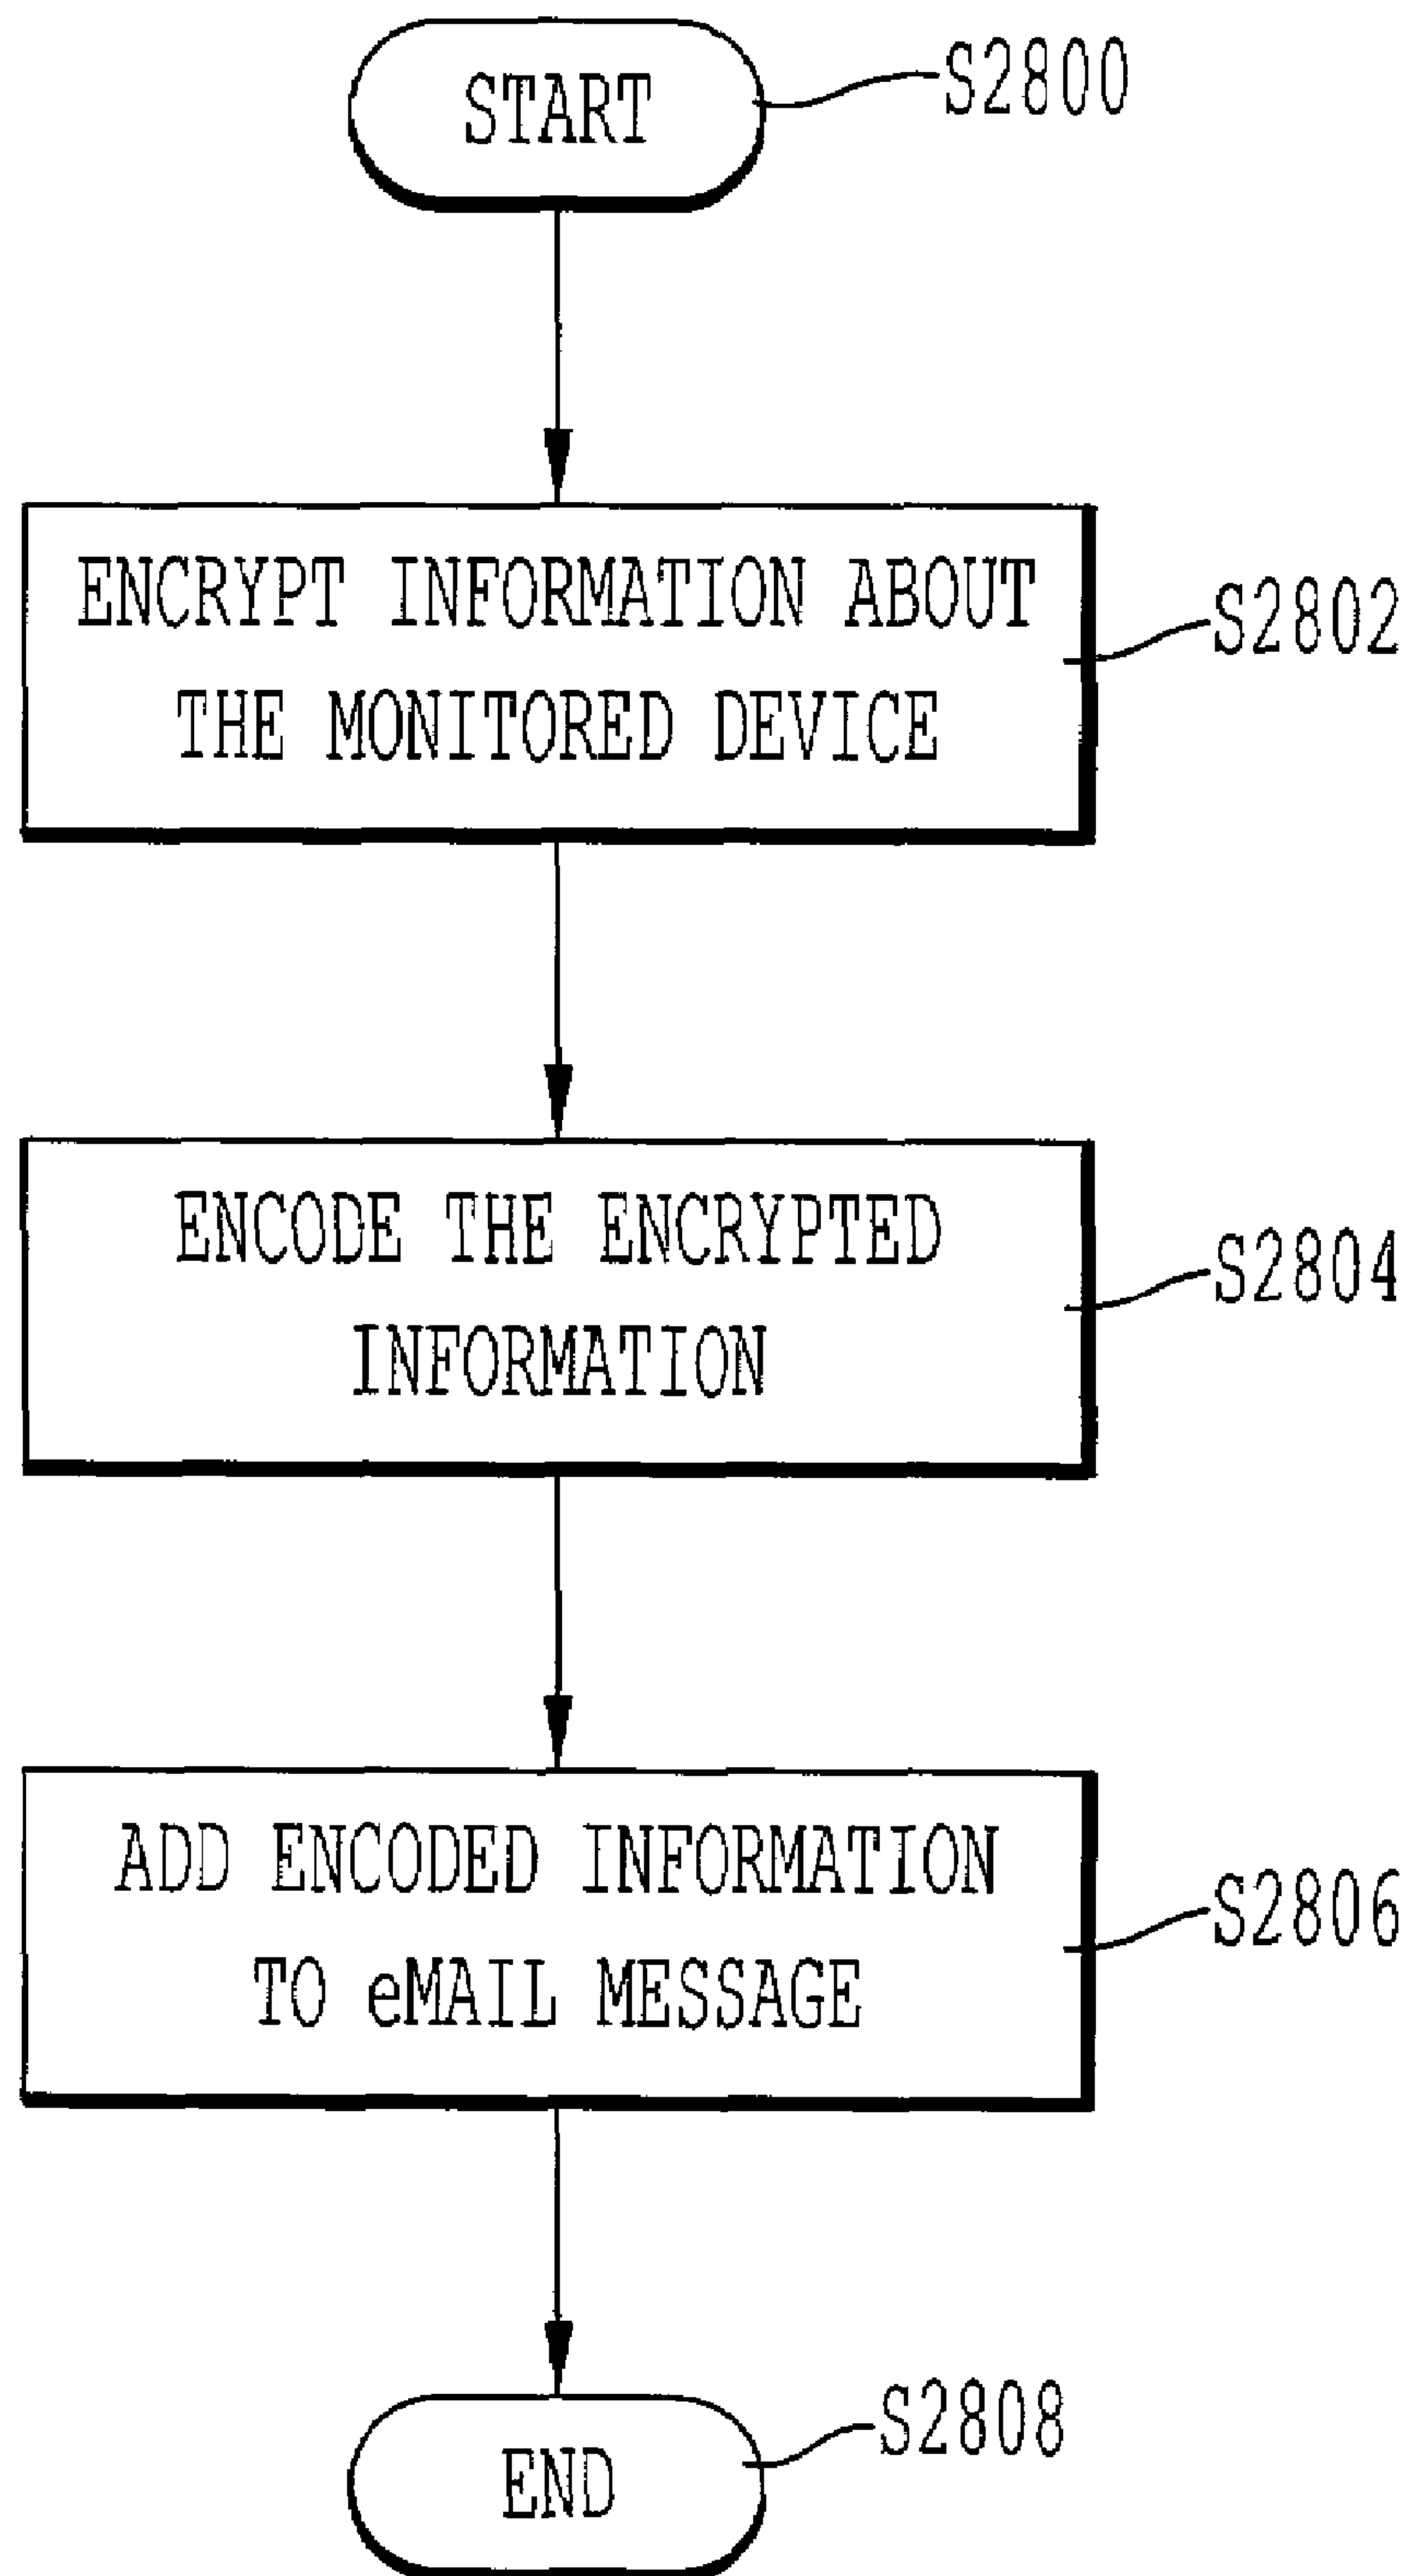 START
S2800
ENCRYPT INFORMATION ABOUT
THE MONITORED DEVICE
S2802
ENCODE THE ENCRYPTED
INFORMATION
S2804
ADD ENCODED INFORMATION
TO eMAIL MESSAGE
S2806
END
S2808